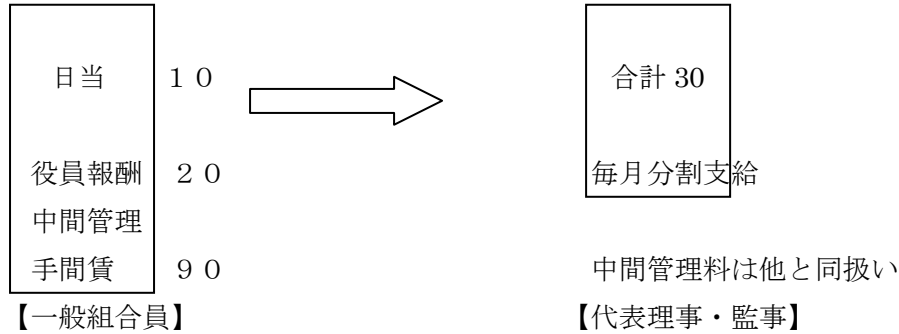 日当 １０
役員報酬 ２０
中間管理
手間賃 ９０
【一般組合員】
合計 30
毎月分割支給
中間管理料は他と同扱い
【代表理事・監事】